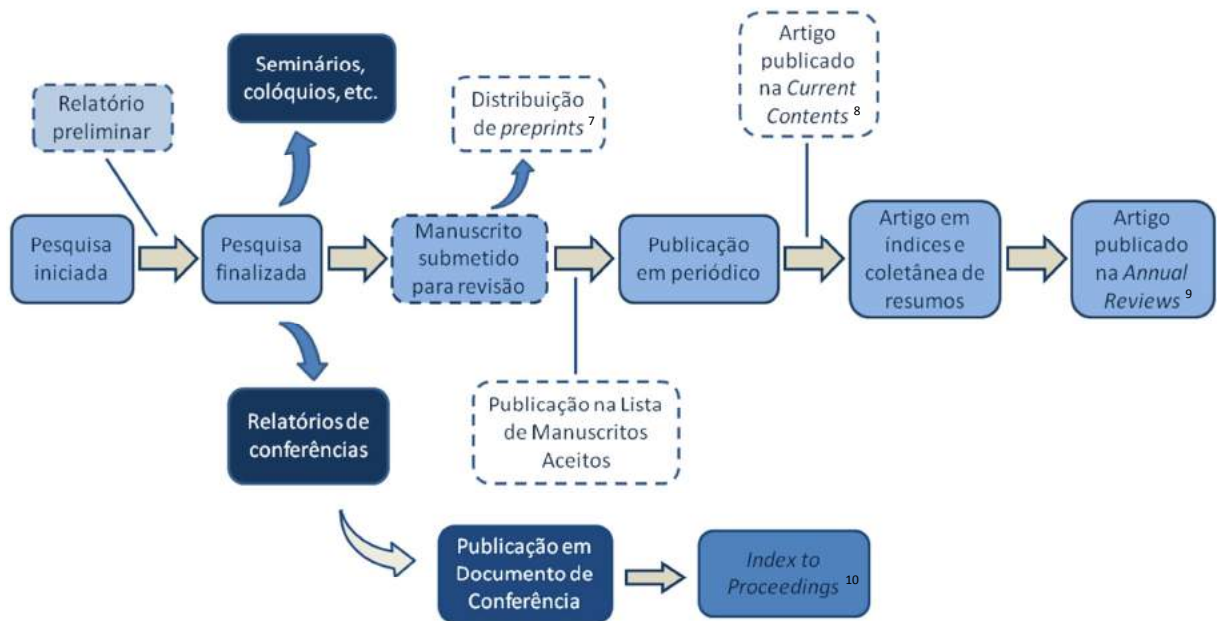 Relatório
preliminar
Seminários,
colóquios, etc.
Distribuição
de preprints 7
Artigo
publicado
na Current
Contents 8
Pesquisa
iniciada
Pesquisa
finalizada
Manuscrito
submetido
para revisão
Publicação
em periódico
Artigo em
índices e
coletânea de
resumos
Artigo
publicado
na Annual
Reviews 9
Relatórios de
conferências
Publicação na Lista
de Manuscritos
Aceitos
Publicação em
Documento de
Conferência
Index to
Proceedings 10